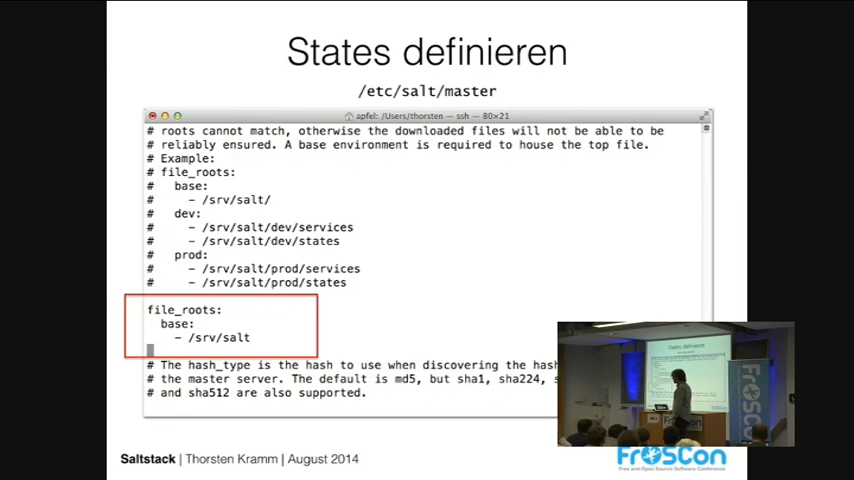 States definieren
/etc/salt/master
apfel: /Users/thorsten — ssh — 80×21
# roots cannot match, otherwise the downloaded files will not be able to be
# reliably ensured. A base environment is required to house the top file.
# Example:
# file_roots:
#   base:
#     - /srv/salt/
#   dev:
#     - /srv/salt/dev/services
#     - /srv/salt/dev/states
#   prod:
#     - /srv/salt/prod/services
#     - /srv/salt/prod/states
file_roots:
  base:
    - /srv/salt
# The hash_type is the hash to use when discovering the hash
# the master server. The default is md5, but sha1, sha224,
# and sha512 are also supported.
States definieren
FrOSCon
FrOSCon
Saltstack | Thorsten Kramm | August 2014
FrOSCon
Free and Open Source Software Conference